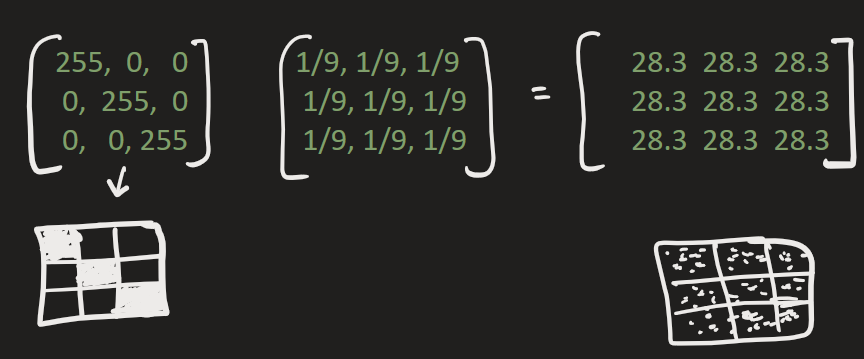 255, 0, 0 1/9, 1/9, 1/9 28.3 28.3 28.3
0, 255, 0 1/9, 1/9, 1/9 = 28.3 28.3 28.3
0, 0, 255 1/9, 1/9, 1/9 28.3 28.3 28.3